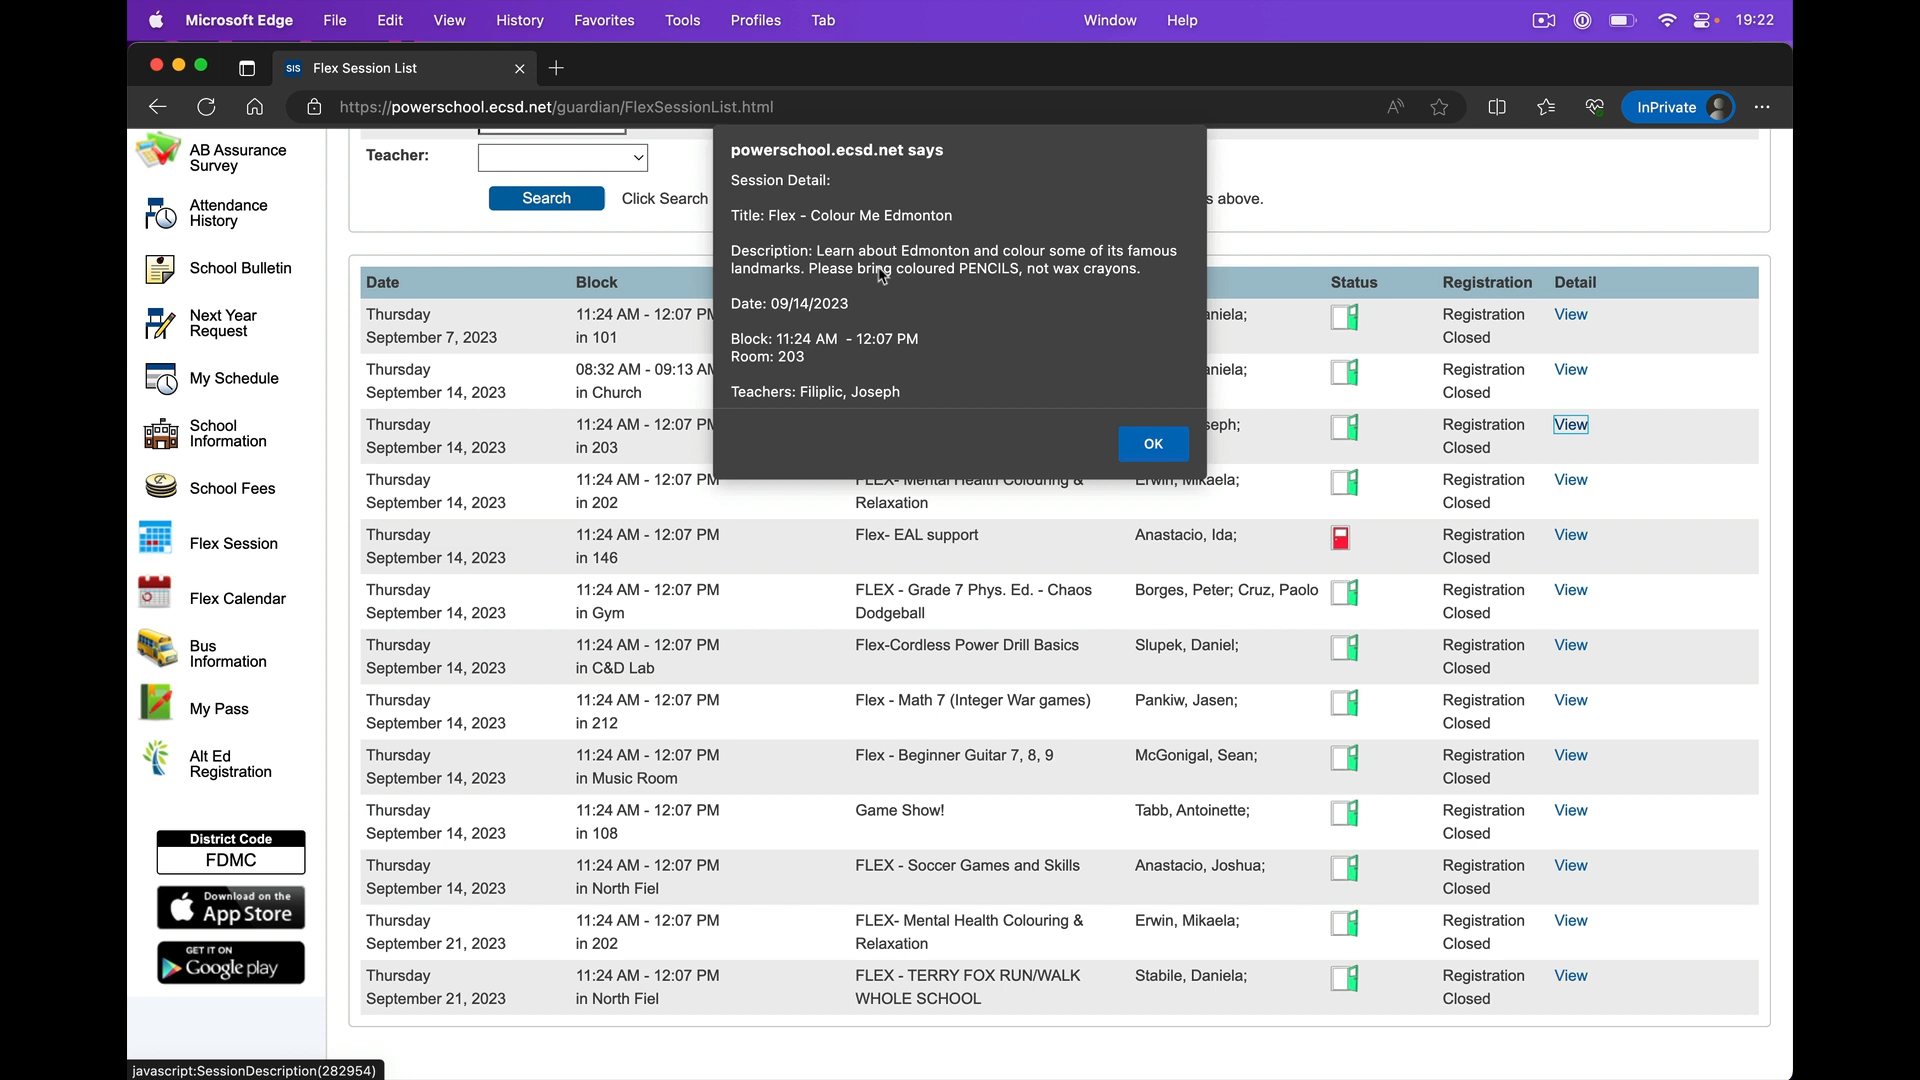 Microsoft Edge File Edit View History Favorites Tools Profiles Tab Window Help 19:22
SIS Flex Session List
https://powerschool.ecsd.net/guardian/FlexSessionList.html
InPrivate
AB Assurance
Survey
Attendance
History
School Bulletin
Next Year
Request
My Schedule
School
Information
School Fees
Flex Session
Flex Calendar
Bus
Information
My Pass
Alt Ed
Registration
District Code
FDMC
Download on the
App Store
GET IT ON
Google play
Teacher:
Search Click Search s above.
powerschool.ecsd.net says
Session Detail:
Title: Flex - Colour Me Edmonton
Description: Learn about Edmonton and colour some of its famous
landmarks. Please bring coloured PENCILS, not wax crayons.
Date: 09/14/2023
Block: 11:24 AM - 12:07 PM
Room: 203
Teachers: Filiplic, Joseph
OK
Date Block Status Registration Detail
Thursday 11:24 AM - 12:07 PM aniela; Registration View
September 7, 2023 in 101 Closed
Thursday 08:32 AM - 09:13 AM aniela; Registration View
September 14, 2023 in Church Closed
Thursday 11:24 AM - 12:07 PM seph; Registration View
September 14, 2023 in 203 Closed
Thursday 11:24 AM - 12:07 PM FLEX- Mental Health Colouring & Erwin, Mikaela; Registration View
September 14, 2023 in 202 Relaxation Closed
Thursday 11:24 AM - 12:07 PM Flex- EAL support Anastacio, Ida; Registration View
September 14, 2023 in 146 Closed
Thursday 11:24 AM - 12:07 PM FLEX - Grade 7 Phys. Ed. - Chaos Borges, Peter; Cruz, Paolo Registration View
September 14, 2023 in Gym Dodgeball Closed
Thursday 11:24 AM - 12:07 PM Flex-Cordless Power Drill Basics Slupek, Daniel; Registration View
September 14, 2023 in C&D Lab Closed
Thursday 11:24 AM - 12:07 PM Flex - Math 7 (Integer War games) Pankiw, Jasen; Registration View
September 14, 2023 in 212 Closed
Thursday 11:24 AM - 12:07 PM Flex - Beginner Guitar 7, 8, 9 McGonigal, Sean; Registration View
September 14, 2023 in Music Room Closed
Thursday 11:24 AM - 12:07 PM Game Show! Tabb, Antoinette; Registration View
September 14, 2023 in 108 Closed
Thursday 11:24 AM - 12:07 PM FLEX - Soccer Games and Skills Anastacio, Joshua; Registration View
September 14, 2023 in North Fiel Closed
Thursday 11:24 AM - 12:07 PM FLEX- Mental Health Colouring & Erwin, Mikaela; Registration View
September 21, 2023 in 202 Relaxation Closed
Thursday 11:24 AM - 12:07 PM FLEX - TERRY FOX RUN/WALK Stabile, Daniela; Registration View
September 21, 2023 in North Fiel WHOLE SCHOOL Closed
javascript:SessionDescription(282954)